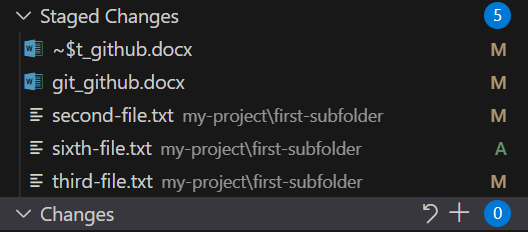 Staged Changes 5
~$t_github.docx M
git_github.docx M
second-file.txt my-project\first-subfolder M
sixth-file.txt my-project\first-subfolder A
third-file.txt my-project\first-subfolder M
Changes 0